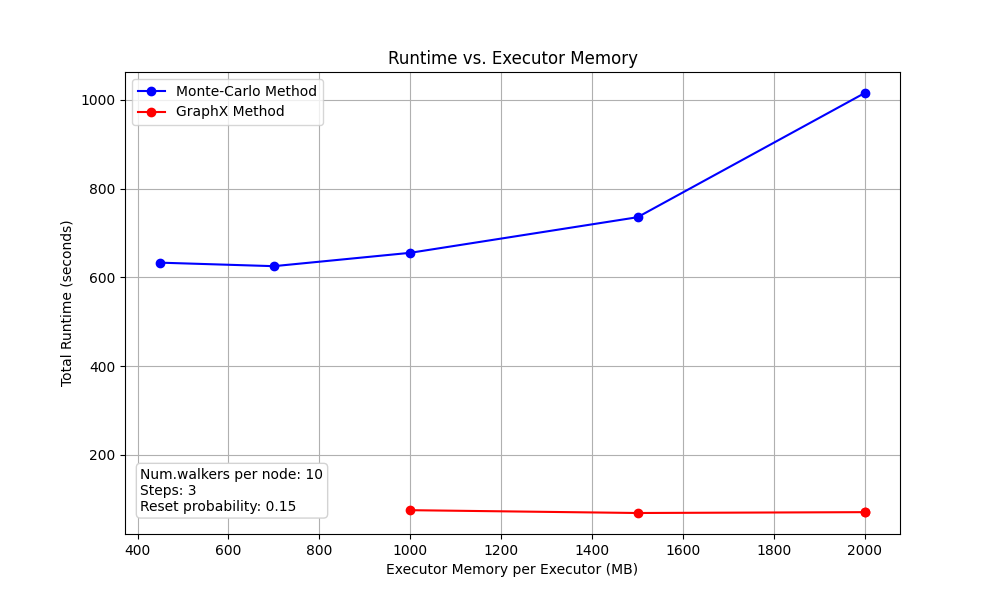 Runtime vs. Executor Memory
Monte-Carlo Method
GraphX Method
1000
800
600
400
200
Total Runtime (seconds)
Num.walkers per node: 10
Steps: 3
Reset probability: 0.15
400 600 800 1000 1200 1400 1600 1800 2000
Executor Memory per Executor (MB)